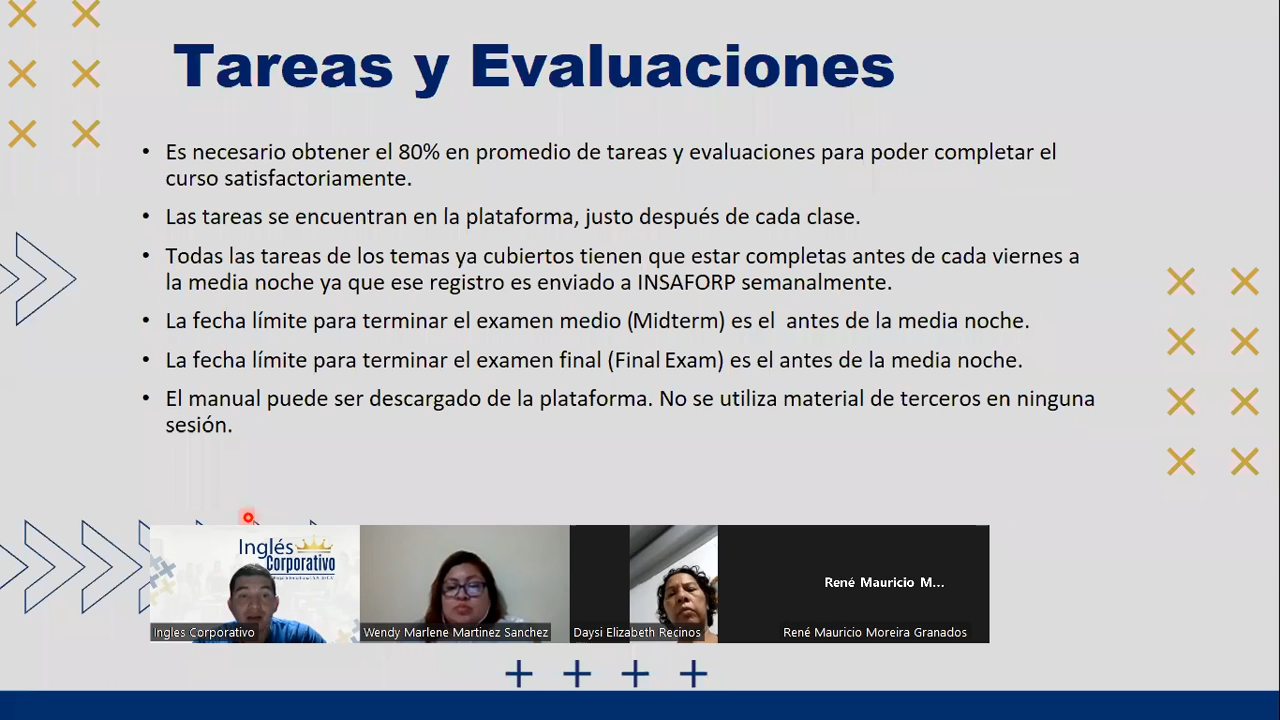 Tareas y Evaluaciones
• Es necesario obtener el 80% en promedio de tareas y evaluaciones para poder completar el
curso satisfactoriamente.
• Las tareas se encuentran en la plataforma, justo después de cada clase.
• Todas las tareas de los temas ya cubiertos tienen que estar completas antes de cada viernes a
la media noche ya que ese registro es enviado a INSAFORP semanalmente.
• La fecha límite para terminar el examen medio (Midterm) es el  antes de la media noche.
• La fecha límite para terminar el examen final (Final Exam) es el antes de la media noche.
• El manual puede ser descargado de la plataforma. No se utiliza material de terceros en ninguna
sesión.
Inglés
Corporativo
René Mauricio M...
Ingles Corporativo
Wendy Marlene Martinez Sanchez
Daysi Elizabeth Recinos
René Mauricio Moreira Granados